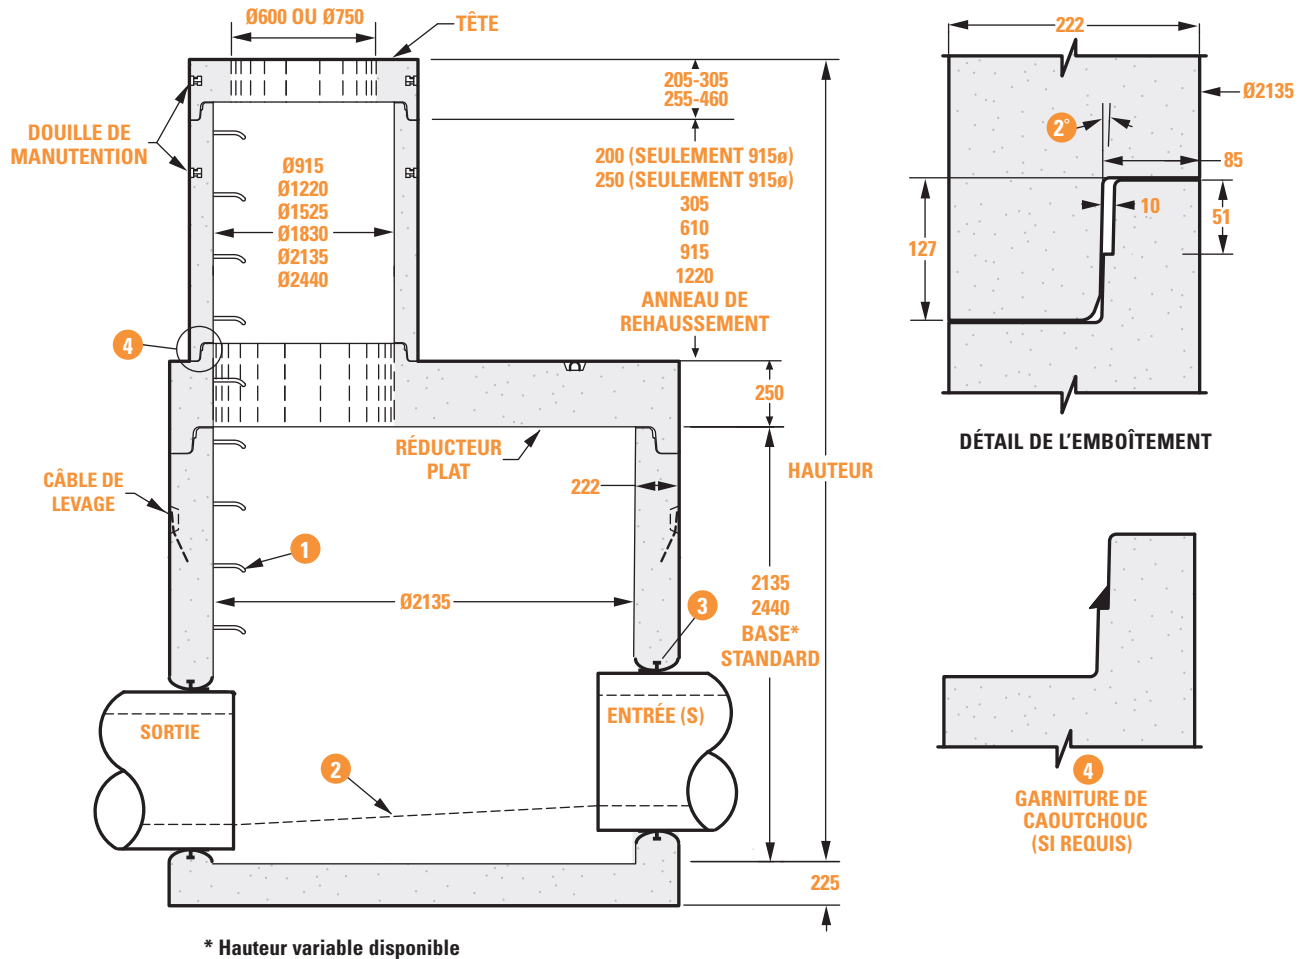 Ø600 OU Ø750
TÊTE
205-305
255-460
DOUILLE DE
MANUTENTION
Ø915
Ø1220
Ø1525
Ø1830
Ø2135
Ø2440
200 (SEULEMENT 915ø)
250 (SEULEMENT 915ø)
305
610
915
1220
ANNEAU DE
REHAUSSEMENT
4
250
RÉDUCTEUR
PLAT
HAUTEUR
CÂBLE DE
LEVAGE
222
1
Ø2135
3
2135
2440
BASE*
STANDARD
SORTIE
ENTRÉE (S)
2
225
* Hauteur variable disponible
222
Ø2135
2°
85
10
51
127
DÉTAIL DE L'EMBOÎTEMENT
4
GARNITURE DE
CAOUTCHOUC
(SI REQUIS)